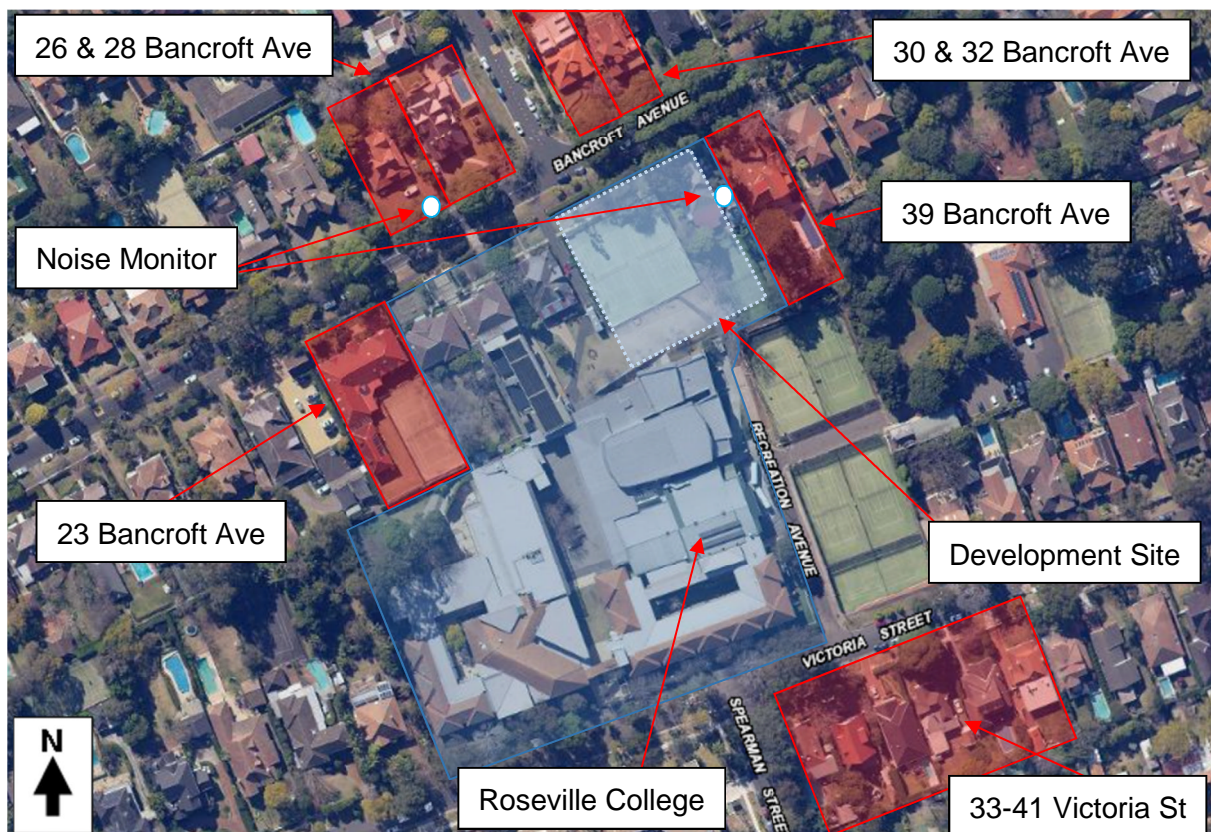 26 & 28 Bancroft Ave
30 & 32 Bancroft Ave
BANCROFT AVENUE
39 Bancroft Ave
Noise Monitor
23 Bancroft Ave
RECREATION AVENUE
Development Site
VICTORIA STREET
SPEARMAN STREE
N
Roseville College
33-41 Victoria St